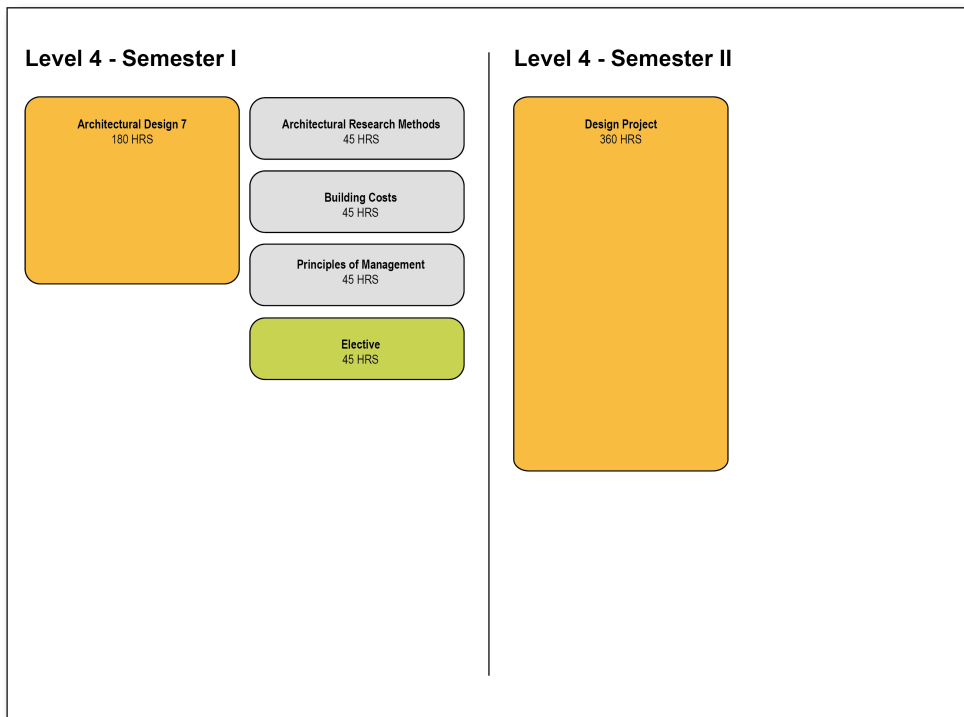 Level 4 - Semester I
Architectural Design 7
180 HRS
Architectural Research Methods
45 HRS
Building Costs
45 HRS
Principles of Management
45 HRS
Elective
45 HRS
Level 4 - Semester II
Design Project
360 HRS